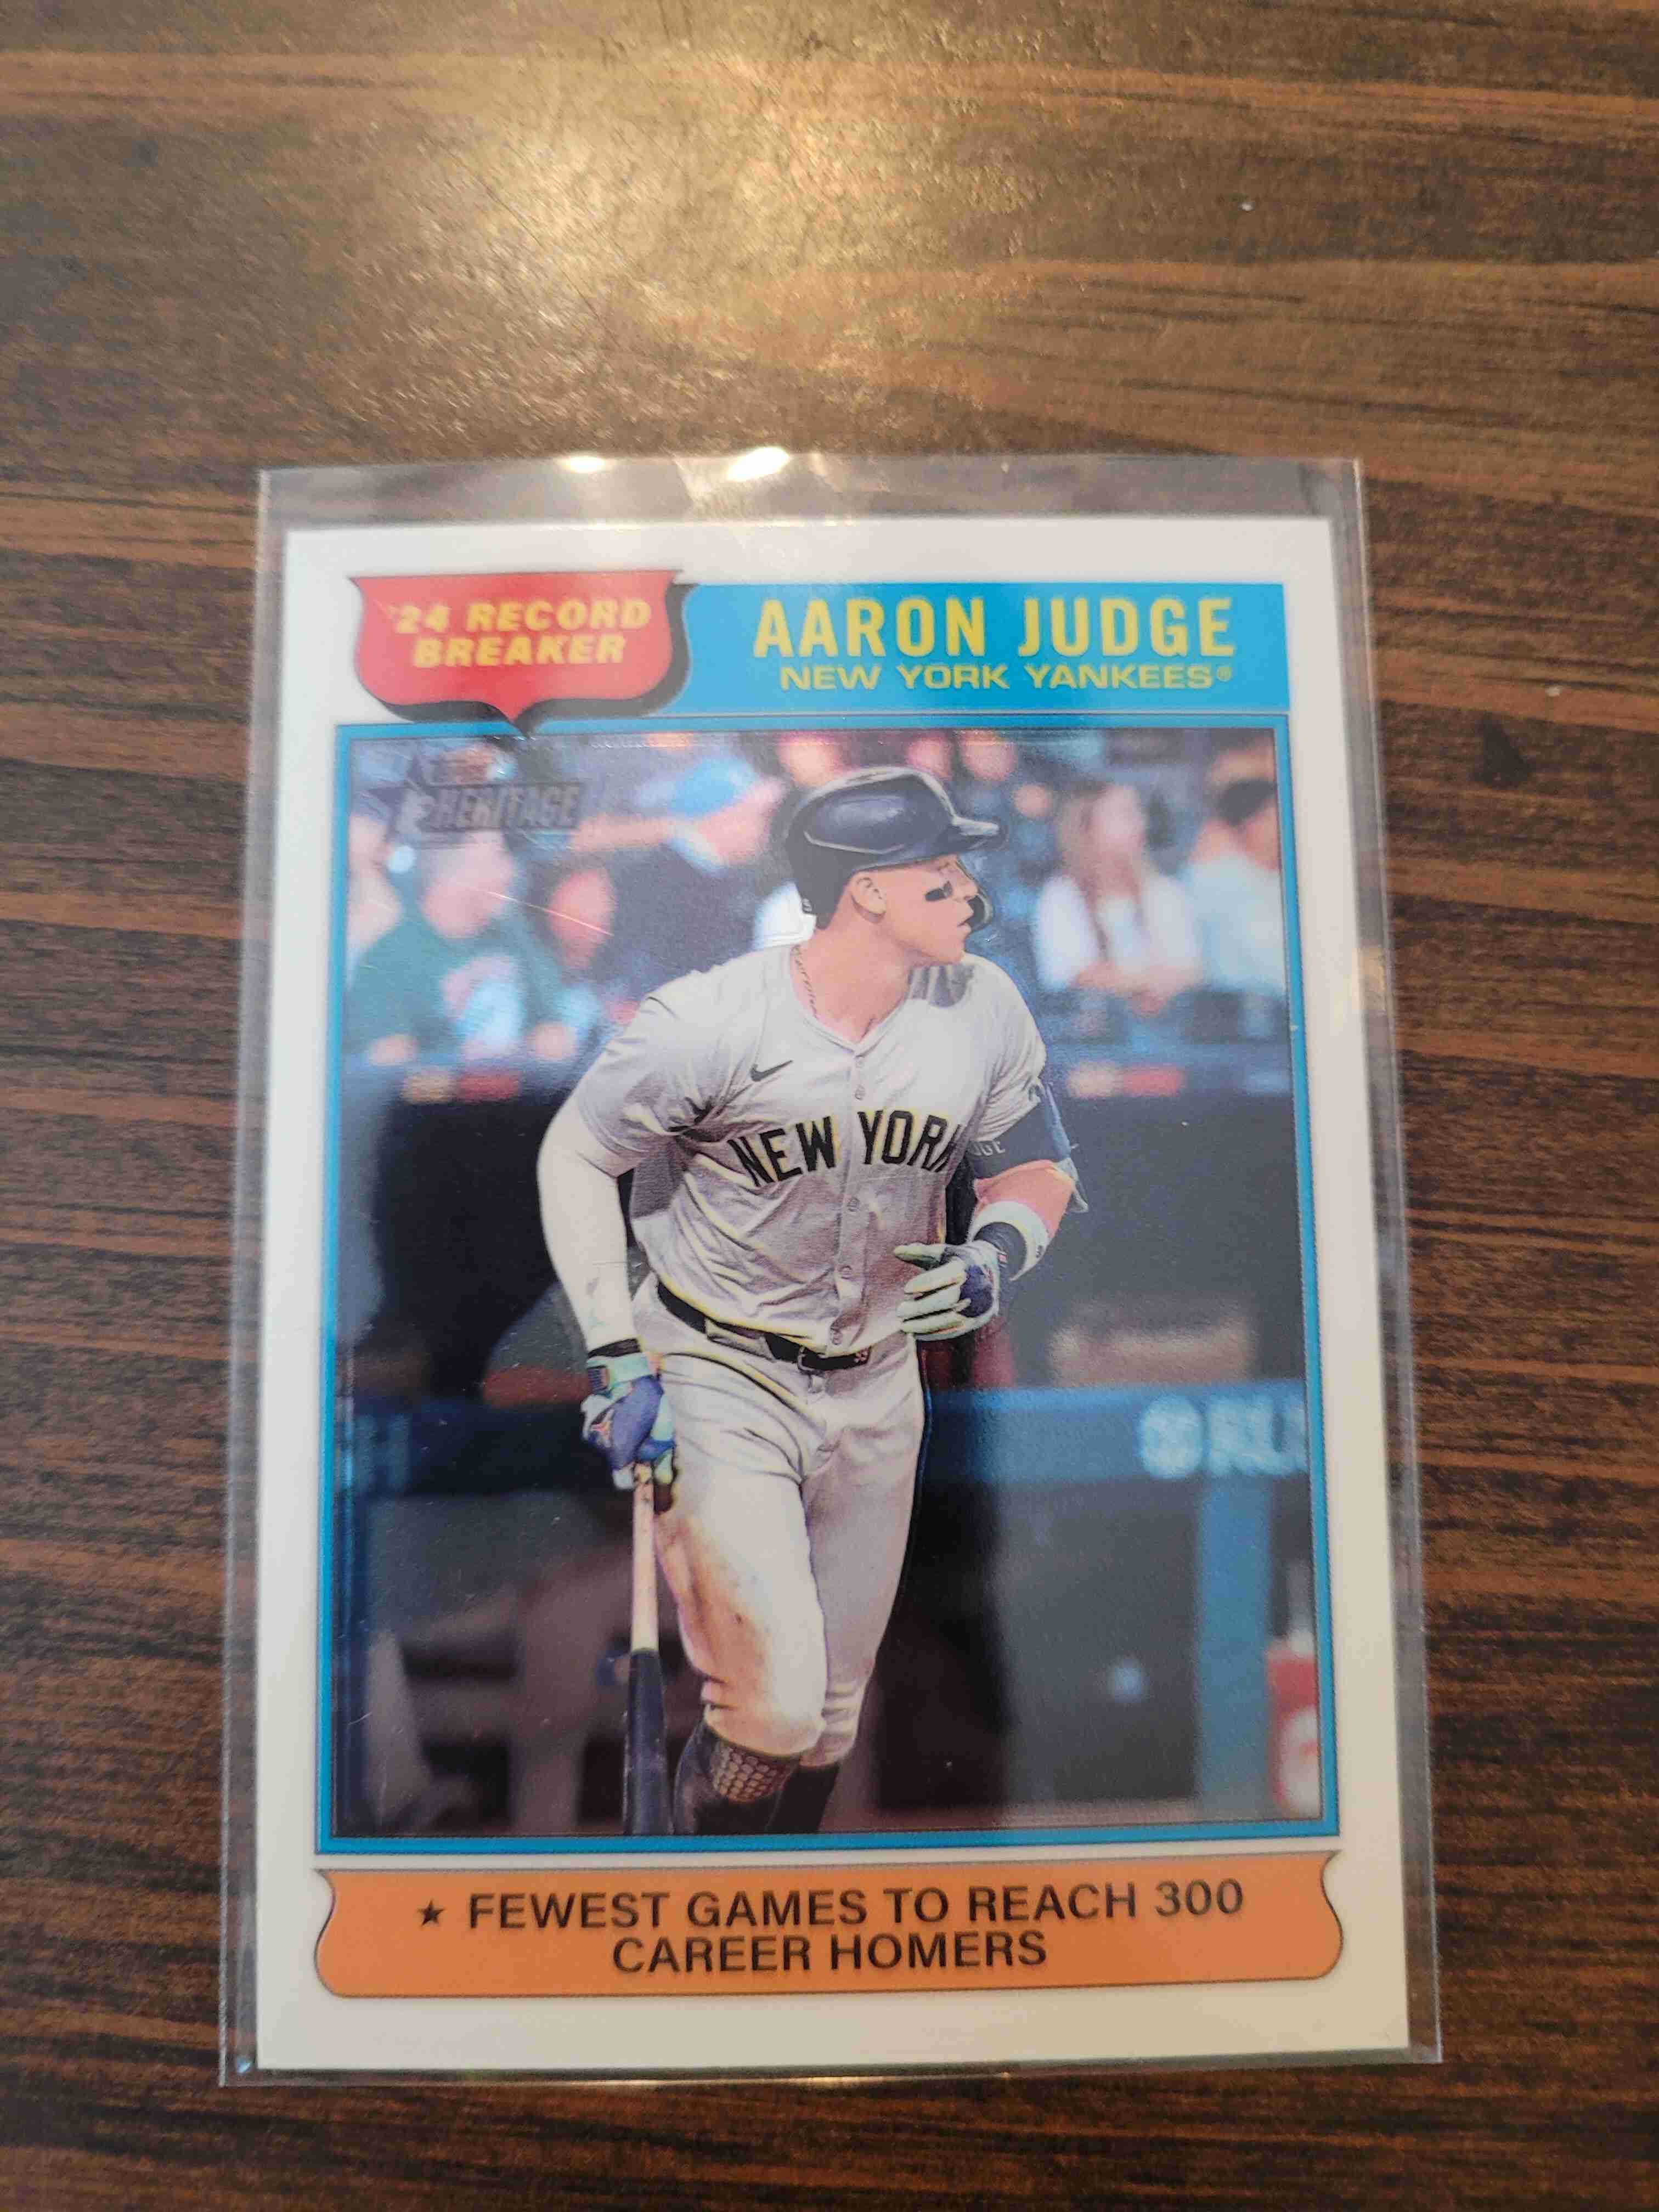 '24 RECORD
BREAKER
AARON JUDGE
NEW YORK YANKEES®
HERITAGE
NEW YORK
★ FEWEST GAMES TO REACH 300
CAREER HOMERS